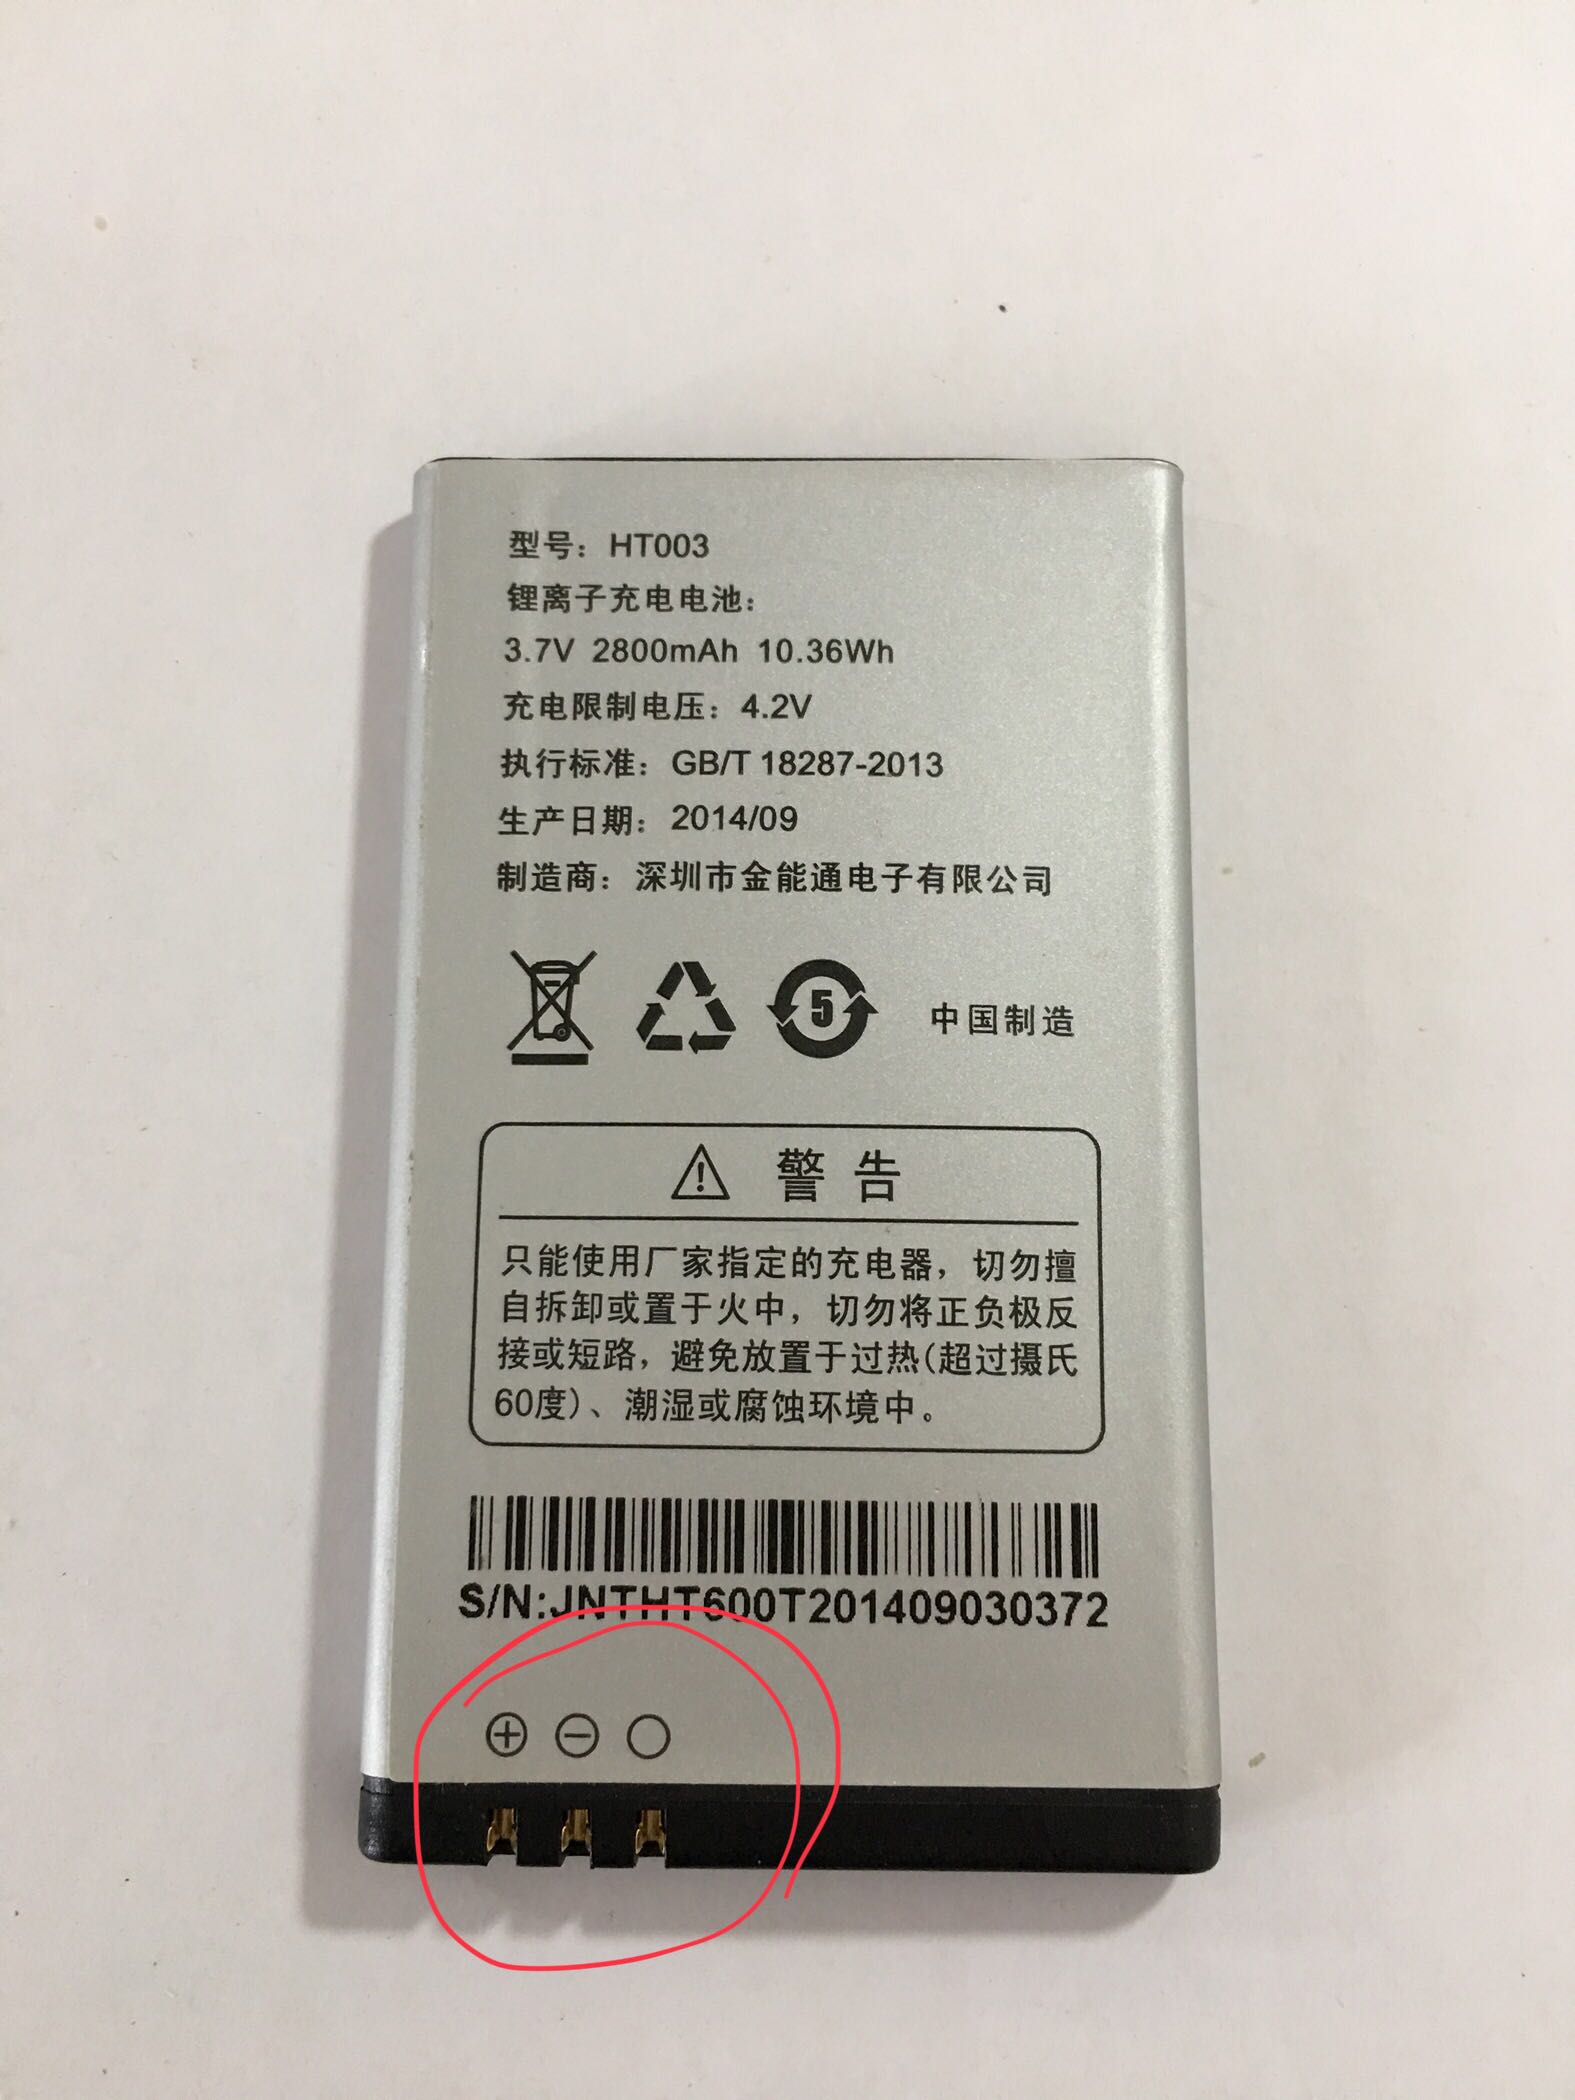 型号：HT003
锂离子充电电池：
3.7V 2800mAh 10.36Wh
充电限制电压：4.2V
执行标准：GB/T 18287-2013
生产日期：2014/09
制造商：深圳市金能通电子有限公司
5 中国制造
警告
只能使用厂家指定的充电器，切勿擅
自拆卸或置于火中，切勿将正负极反
接或短路，避免放置于过热(超过摄氏
60度)、潮湿或腐蚀环境中。
S/N:JNTHT600T201409030372